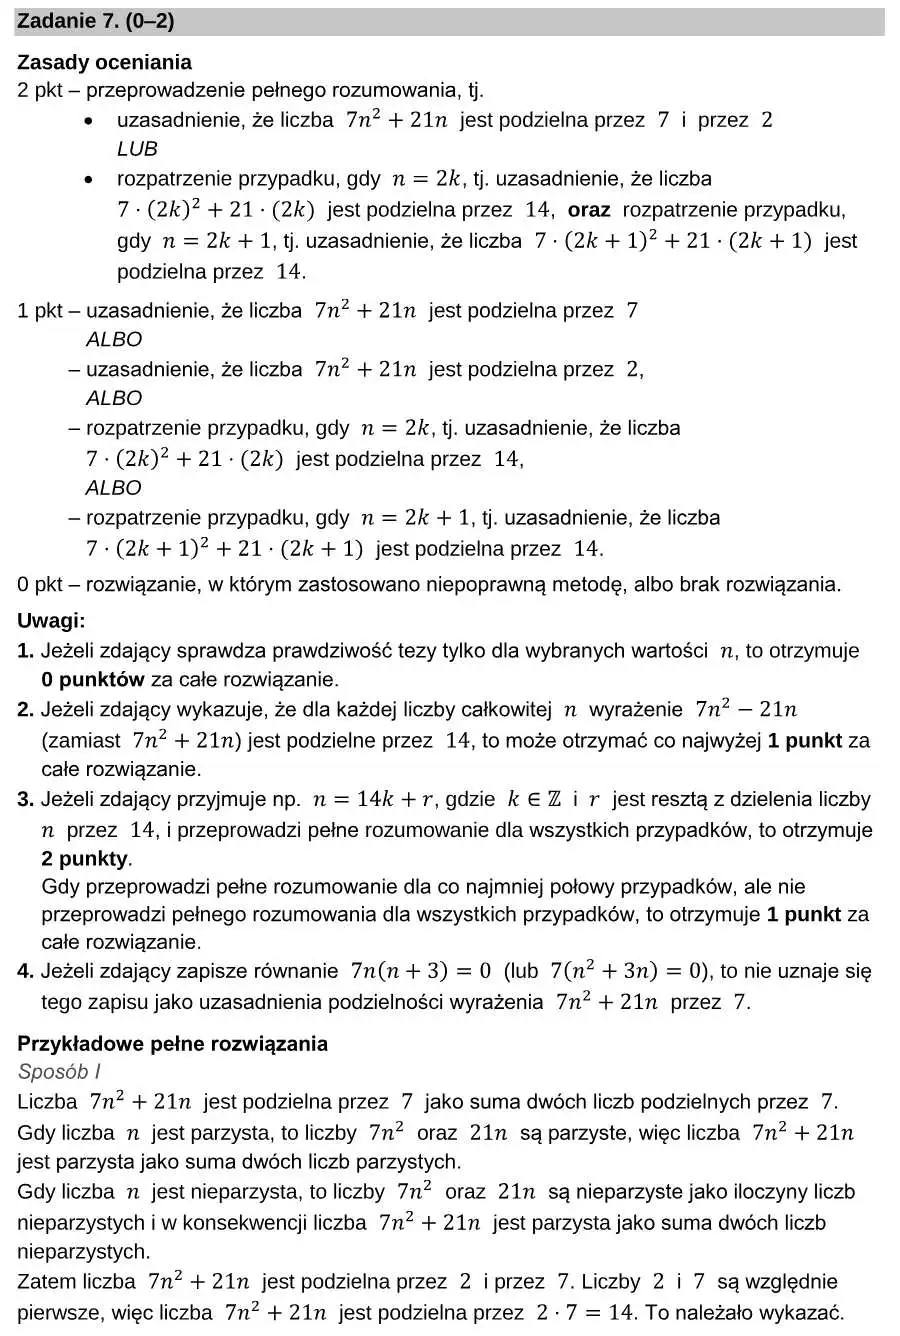 Zadanie 7. (0–2)
Zasady oceniania
2 pkt – przeprowadzenie pełnego rozumowania, tj.
• uzasadnienie, że liczba 7n² + 21n jest podzielna przez 7 i przez 2
LUB
• rozpatrzenie przypadku, gdy n = 2k, tj. uzasadnienie, że liczba
7 · (2k)² + 21 · (2k) jest podzielna przez 14, oraz rozpatrzenie przypadku,
gdy n = 2k + 1, tj. uzasadnienie, że liczba 7 · (2k + 1)² + 21 · (2k + 1) jest
podzielna przez 14.
1 pkt – uzasadnienie, że liczba 7n² + 21n jest podzielna przez 7
ALBO
– uzasadnienie, że liczba 7n² + 21n jest podzielna przez 2,
ALBO
– rozpatrzenie przypadku, gdy n = 2k, tj. uzasadnienie, że liczba
7 · (2k)² + 21 · (2k) jest podzielna przez 14,
ALBO
– rozpatrzenie przypadku, gdy n = 2k + 1, tj. uzasadnienie, że liczba
7 · (2k + 1)² + 21 · (2k + 1) jest podzielna przez 14.
0 pkt – rozwiązanie, w którym zastosowano niepoprawną metodę, albo brak rozwiązania.
Uwagi:
1. Jeżeli zdający sprawdza prawdziwość tezy tylko dla wybranych wartości n, to otrzymuje
0 punktów za całe rozwiązanie.
2. Jeżeli zdający wykazuje, że dla każdej liczby całkowitej n wyrażenie 7n² − 21n
(zamiast 7n² + 21n) jest podzielne przez 14, to może otrzymać co najwyżej 1 punkt za
całe rozwiązanie.
3. Jeżeli zdający przyjmuje np. n = 14k + r, gdzie k ∈ ℤ i r jest resztą z dzielenia liczby
n przez 14, i przeprowadzi pełne rozumowanie dla wszystkich przypadków, to otrzymuje
2 punkty.
Gdy przeprowadzi pełne rozumowanie dla co najmniej połowy przypadków, ale nie
przeprowadzi pełnego rozumowania dla wszystkich przypadków, to otrzymuje 1 punkt za
całe rozwiązanie.
4. Jeżeli zdający zapisze równanie 7n(n + 3) = 0 (lub 7(n² + 3n) = 0), to nie uznaje się
tego zapisu jako uzasadnienia podzielności wyrażenia 7n² + 21n przez 7.
Przykładowe pełne rozwiązania
Sposób I
Liczba 7n² + 21n jest podzielna przez 7 jako suma dwóch liczb podzielnych przez 7.
Gdy liczba n jest parzysta, to liczby 7n² oraz 21n są parzyste, więc liczba 7n² + 21n
jest parzysta jako suma dwóch liczb parzystych.
Gdy liczba n jest nieparzysta, to liczby 7n² oraz 21n są nieparzyste jako iloczyny liczb
nieparzystych i w konsekwencji liczba 7n² + 21n jest parzysta jako suma dwóch liczb
nieparzystych.
Zatem liczba 7n² + 21n jest podzielna przez 2 i przez 7. Liczby 2 i 7 są względnie
pierwsze, więc liczba 7n² + 21n jest podzielna przez 2 · 7 = 14. To należało wykazać.